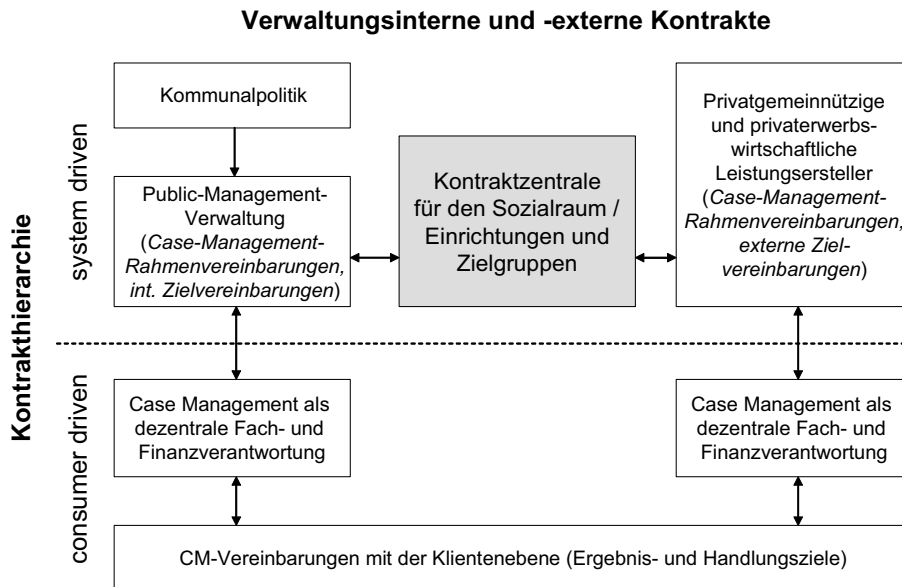 Verwaltungsinterne und -externe Kontrakte
Kontrakthierarchie
system driven
Kommunalpolitik
Public-Management-
Verwaltung
(Case-Management-
Rahmenvereinbarungen,
int. Zielvereinbarungen)
Kontraktzentrale
für den Sozialraum /
Einrichtungen und
Zielgruppen
Privatgemeinnützige
und privaterwerbs-
wirtschaftliche
Leistungsersteller
(Case-Management-
Rahmenvereinbarungen,
externe Ziel-
vereinbarungen)
consumer driven
Case Management als
dezentrale Fach- und
Finanzverantwortung
Case Management als
dezentrale Fach- und
Finanzverantwortung
CM-Vereinbarungen mit der Klientenebene (Ergebnis- und Handlungsziele)